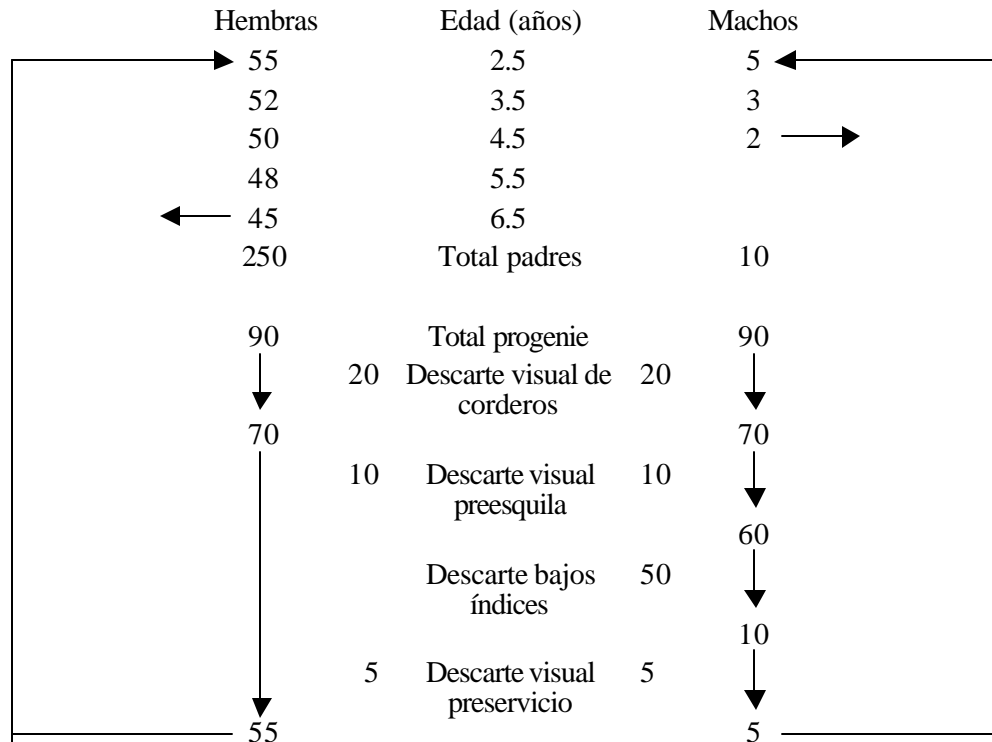 Hembras Edad (años) Machos
55 2.5 5
52 3.5 3
50 4.5 2
48 5.5
45 6.5
250 Total padres 10
90 Total progenie 90
20 Descarte visual de 20
corderos
70 70
10 Descarte visual 10
preesquila
60
Descarte bajos 50
índices
10
5 Descarte visual 5
preservicio
55 5